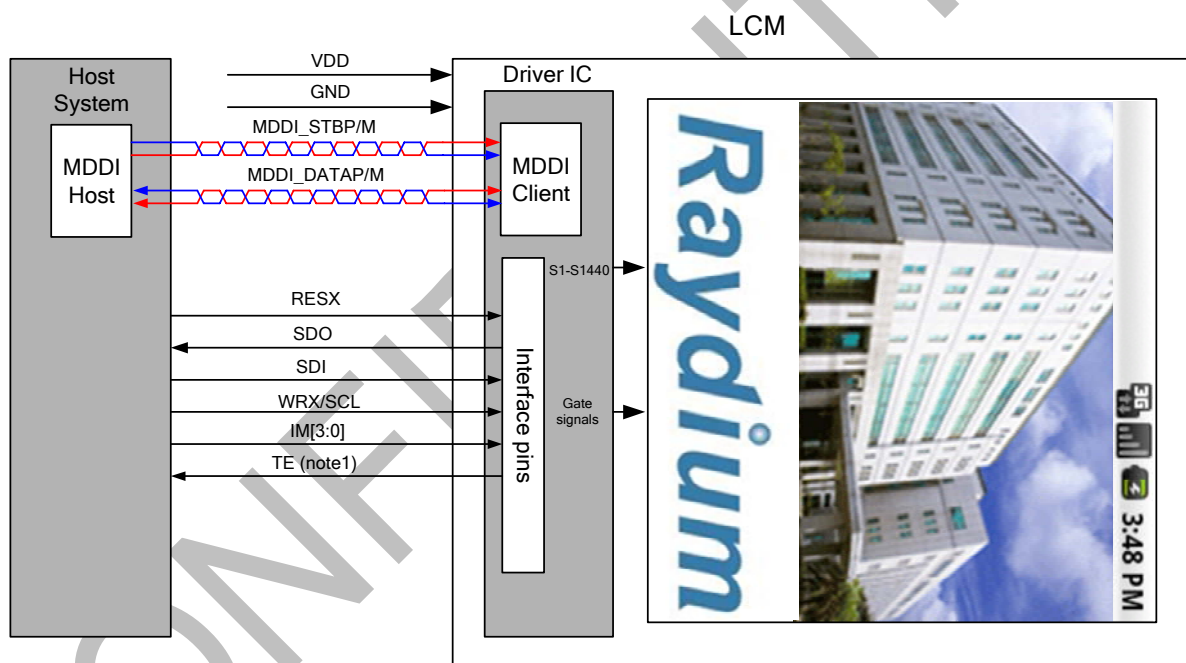 LCM
Host
System
VDD
GND
Driver IC
MDDI_STBP/M
MDDI
Host
MDDI_DATAP/M
MDDI
Client
S1-S1440
RESX
SDO
SDI
WRX/SCL
IM[3:0]
TE (note1)
Interface pins
Gate
signals
Raydium
3G
3:48 PM